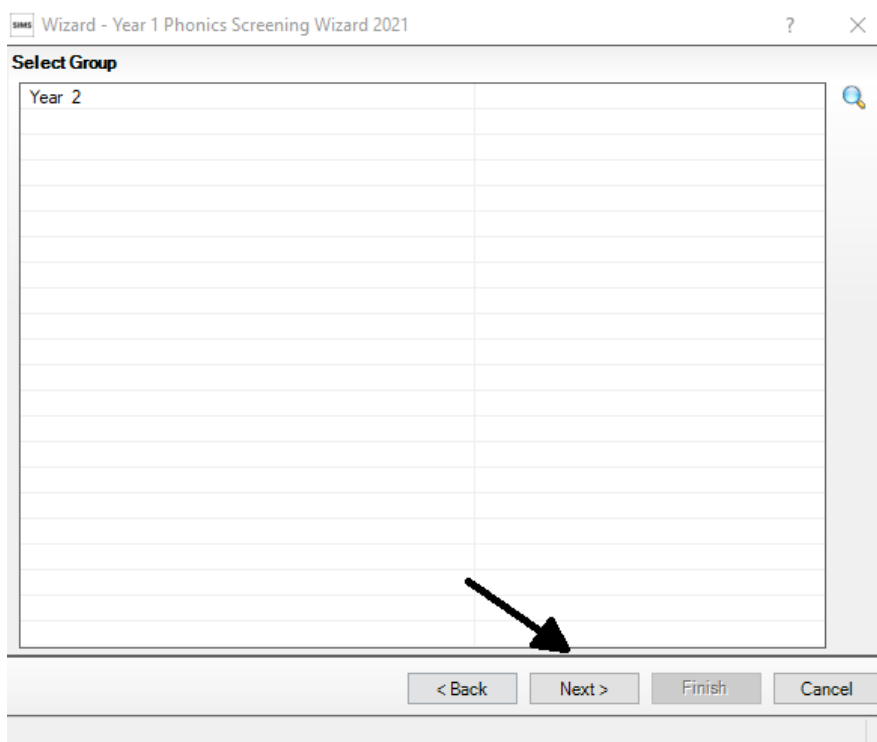 SIMS Wizard - Year 1 Phonics Screening Wizard 2021 ?
Select Group
Year 2
< Back Next > Finish Cancel